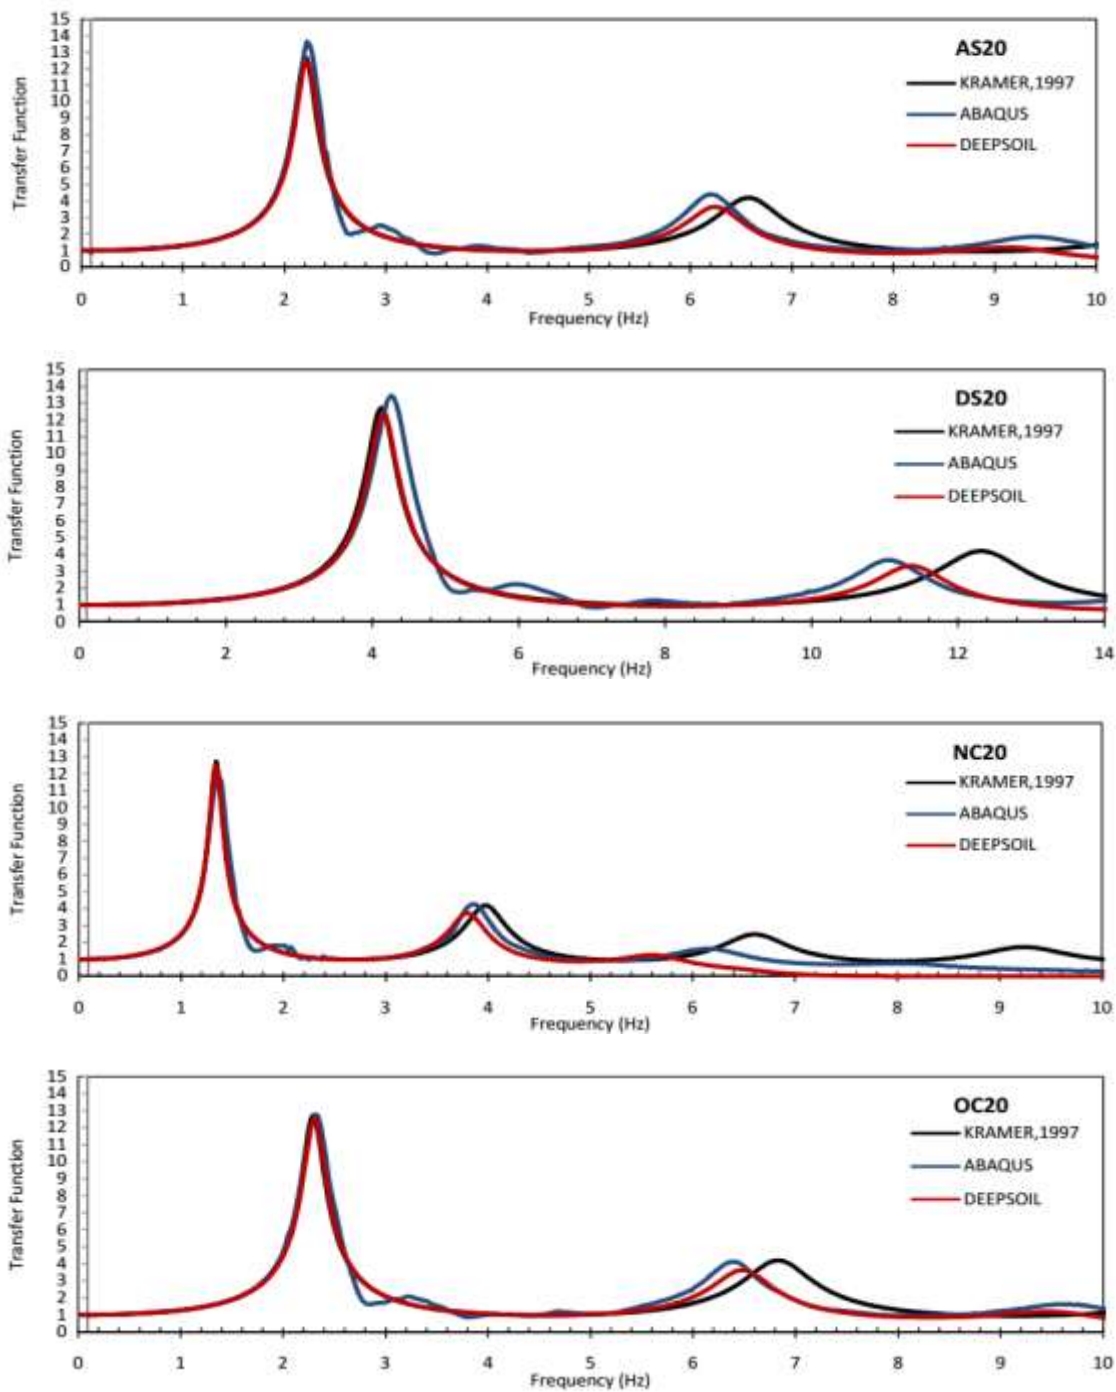 15
14
13
12
11
10
9
8
7
6
5
4
3
2
1
0
Transfer Function
AS20
KRAMER,1997
ABAQUS
DEEPSOIL
0 1 2 3 4 5 6 7 8 9 10
Frequency (Hz)
15
14
13
12
11
10
9
8
7
6
5
4
3
2
1
0
Transfer Function
DS20
KRAMER,1997
ABAQUS
DEEPSOIL
0 2 4 6 8 10 12 14
Frequency (Hz)
15
14
13
12
11
10
9
8
7
6
5
4
3
2
1
0
Transfer Function
NC20
KRAMER,1997
ABAQUS
DEEPSOIL
0 1 2 3 4 5 6 7 8 9 10
Frequency (Hz)
15
14
13
12
11
10
9
8
7
6
5
4
3
2
1
0
Transfer Function
OC20
KRAMER,1997
ABAQUS
DEEPSOIL
0 1 2 3 4 5 6 7 8 9 10
Frequency (Hz)